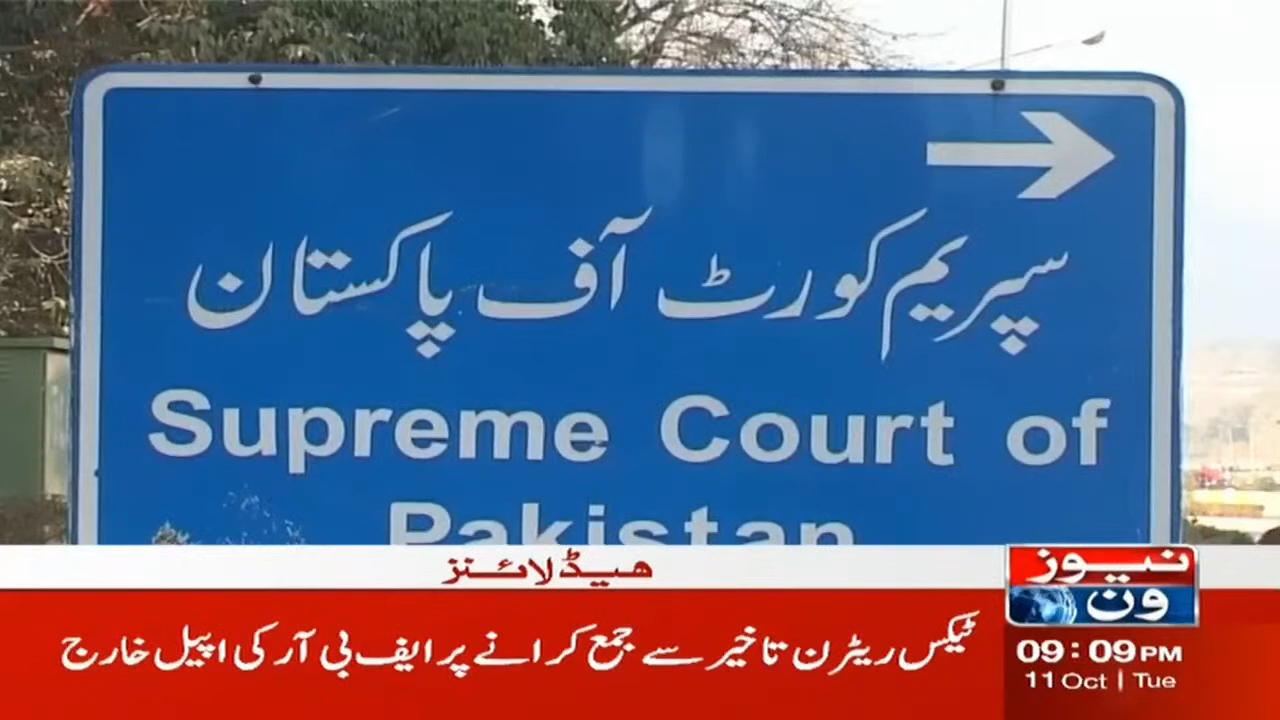 سپریم کورٹ آف پاکستان
Supreme Court of
Pakistan
ھیڈلائنز
نیوز
ون
ٹیکس ریٹرن تاخیر سے جمع کرانے پر ایف بی آر کی اپیل خارج
09:09PM
11 Oct | Tue